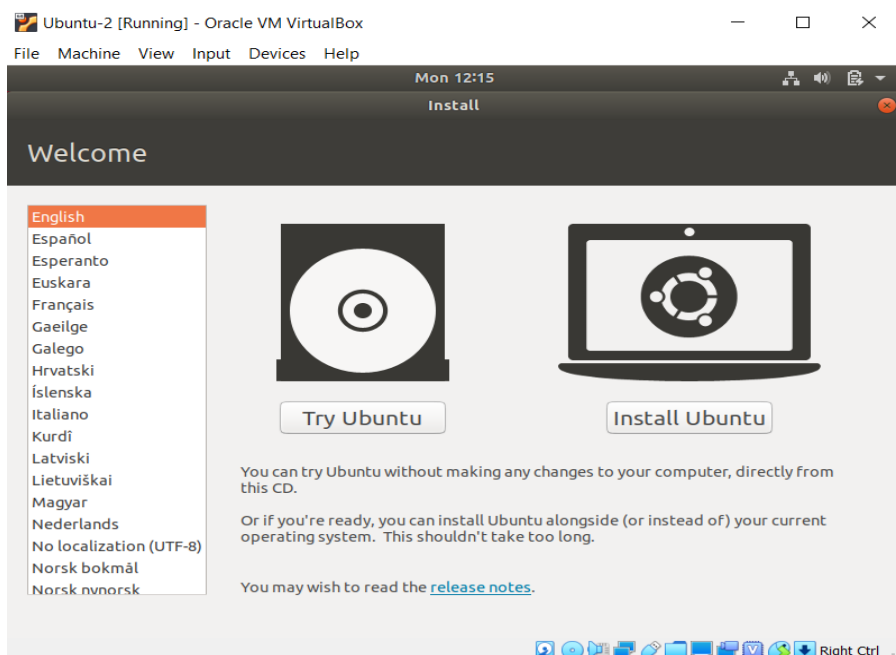 Ubuntu-2 [Running] - Oracle VM VirtualBox
File Machine View Input Devices Help
Mon 12:15
Install
Welcome
English
Español
Esperanto
Euskara
Français
Gaeilge
Galego
Hrvatski
Íslenska
Italiano
Kurdî
Latviski
Lietuviškai
Magyar
Nederlands
No localization (UTF-8)
Norsk bokmål
Norsk nynorsk
Try Ubuntu
Install Ubuntu
You can try Ubuntu without making any changes to your computer, directly from
this CD.
Or if you're ready, you can install Ubuntu alongside (or instead of) your current
operating system. This shouldn't take too long.
You may wish to read the release notes.
Right Ctrl